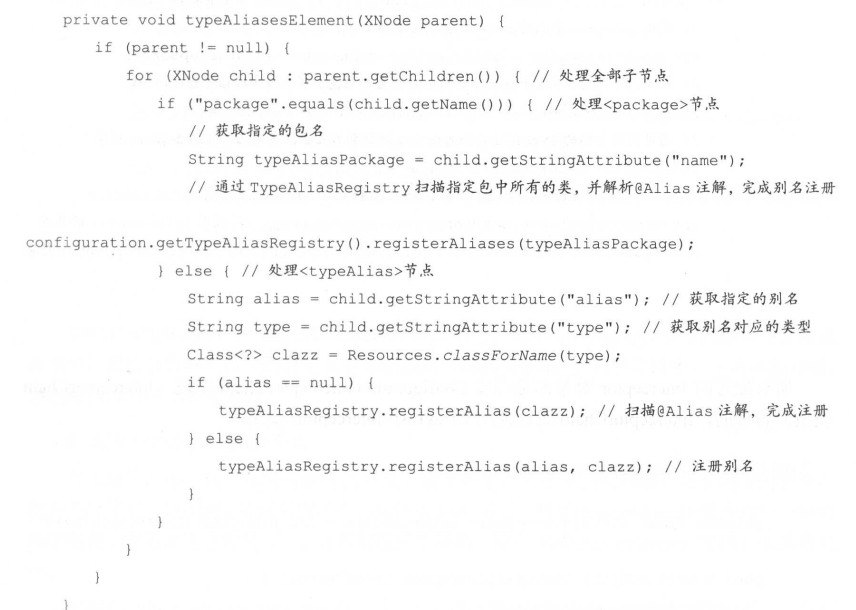 private void typeAliasesElement(XNode parent) {
if (parent != null) {
for (XNode child : parent.getChildren()) { // 处理全部子节点
if ("package".equals(child.getName())) { // 处理<package>节点
// 获取指定的包名
String typeAliasPackage = child.getStringAttribute("name");
// 通过 TypeAliasRegistry 扫描指定包中所有的类，并解析@Alias 注解，完成别名注册
configuration.getTypeAliasRegistry().registerAliases(typeAliasPackage);
} else { // 处理<typeAlias>节点
String alias = child.getStringAttribute("alias"); // 获取指定的别名
String type = child.getStringAttribute("type"); // 获取别名对应的类型
Class<?> clazz = Resources.classForName(type);
if (alias == null) {
typeAliasRegistry.registerAlias(clazz); // 扫描@Alias 注解，完成注册
} else {
typeAliasRegistry.registerAlias(alias, clazz); // 注册别名
}
}
}
}
}